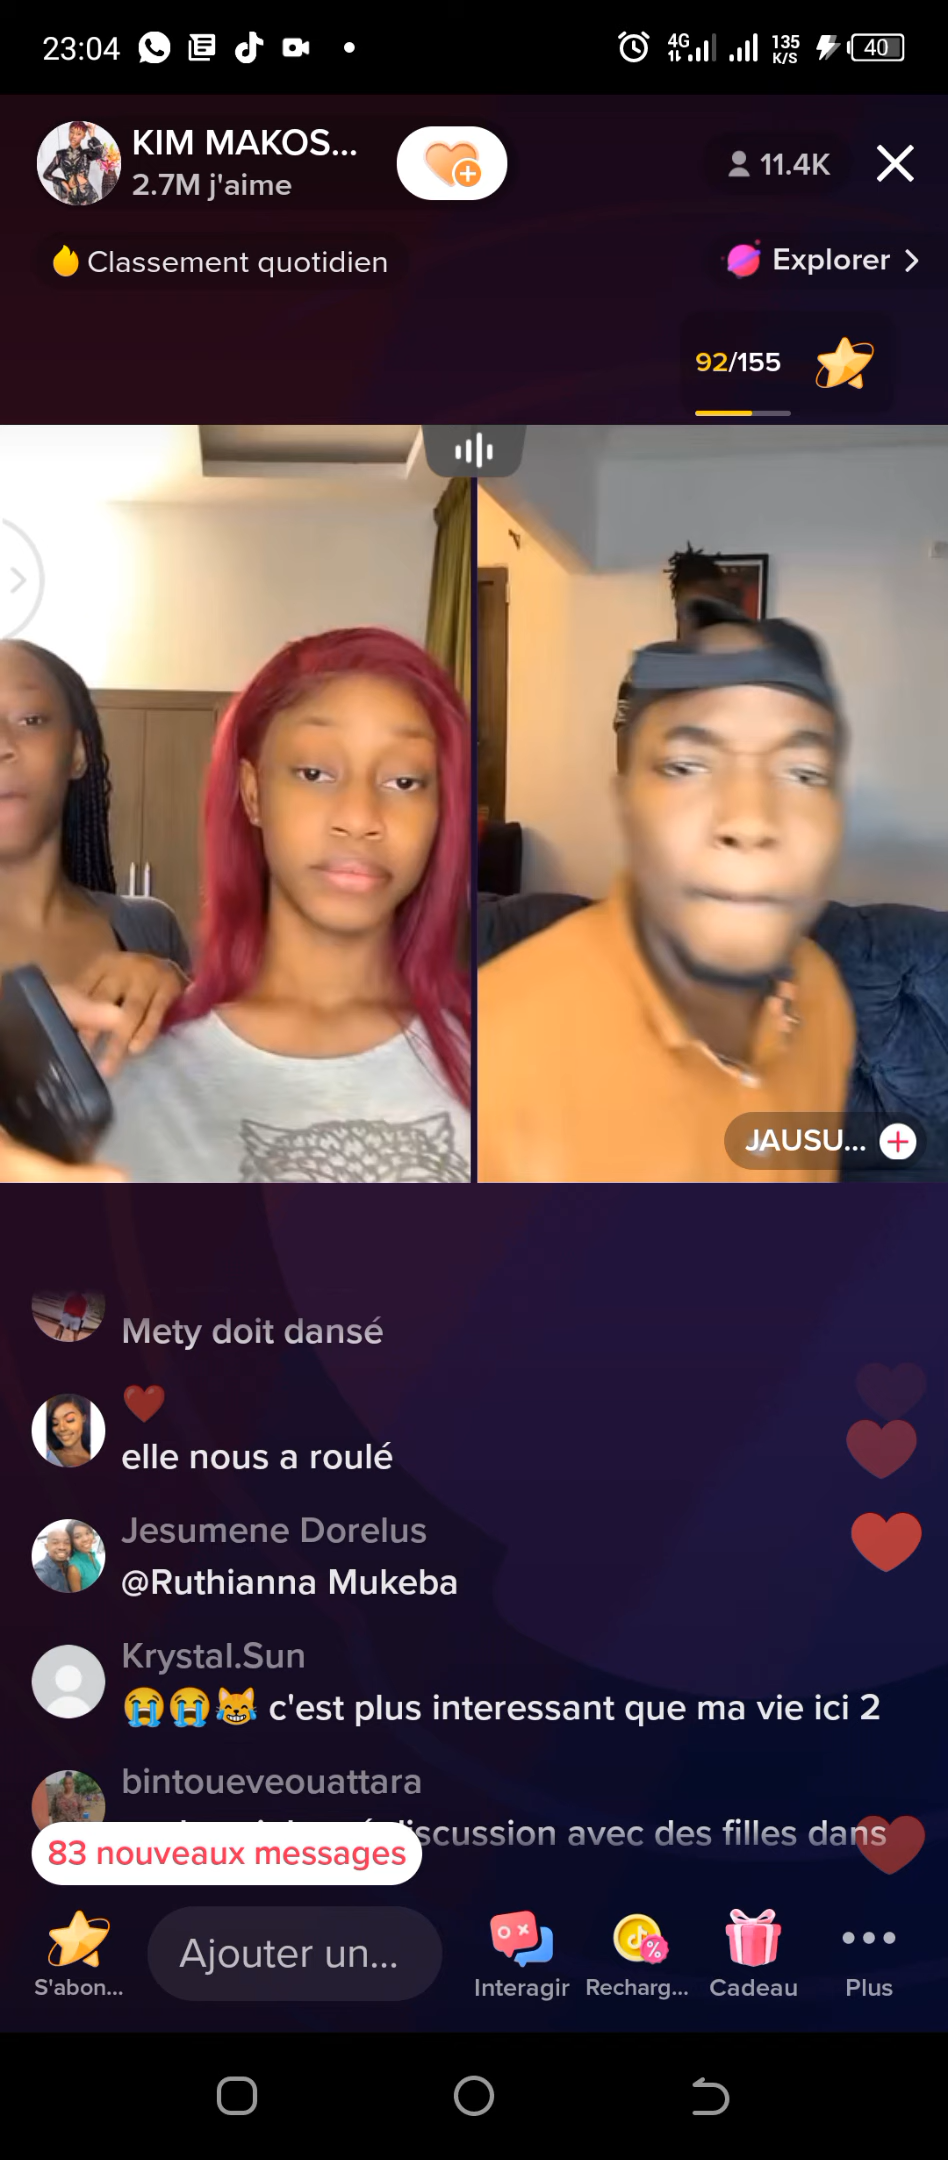 23:04
4G
135
K/S
40
KIM MAKOS...
2.7M j'aime
11.4K
Classement quotidien
Explorer
92/155
JAUSU...
Mety doit dansé
elle nous a roulé
Jesumene Dorelus
@Ruthianna Mukeba
Krystal.Sun
😭😭😹 c'est plus interessant que ma vie ici 2
bintoueveouattara
discussion avec des filles dans
83 nouveaux messages
Ajouter un...
S'abon...
Interagir
Recharg...
Cadeau
Plus